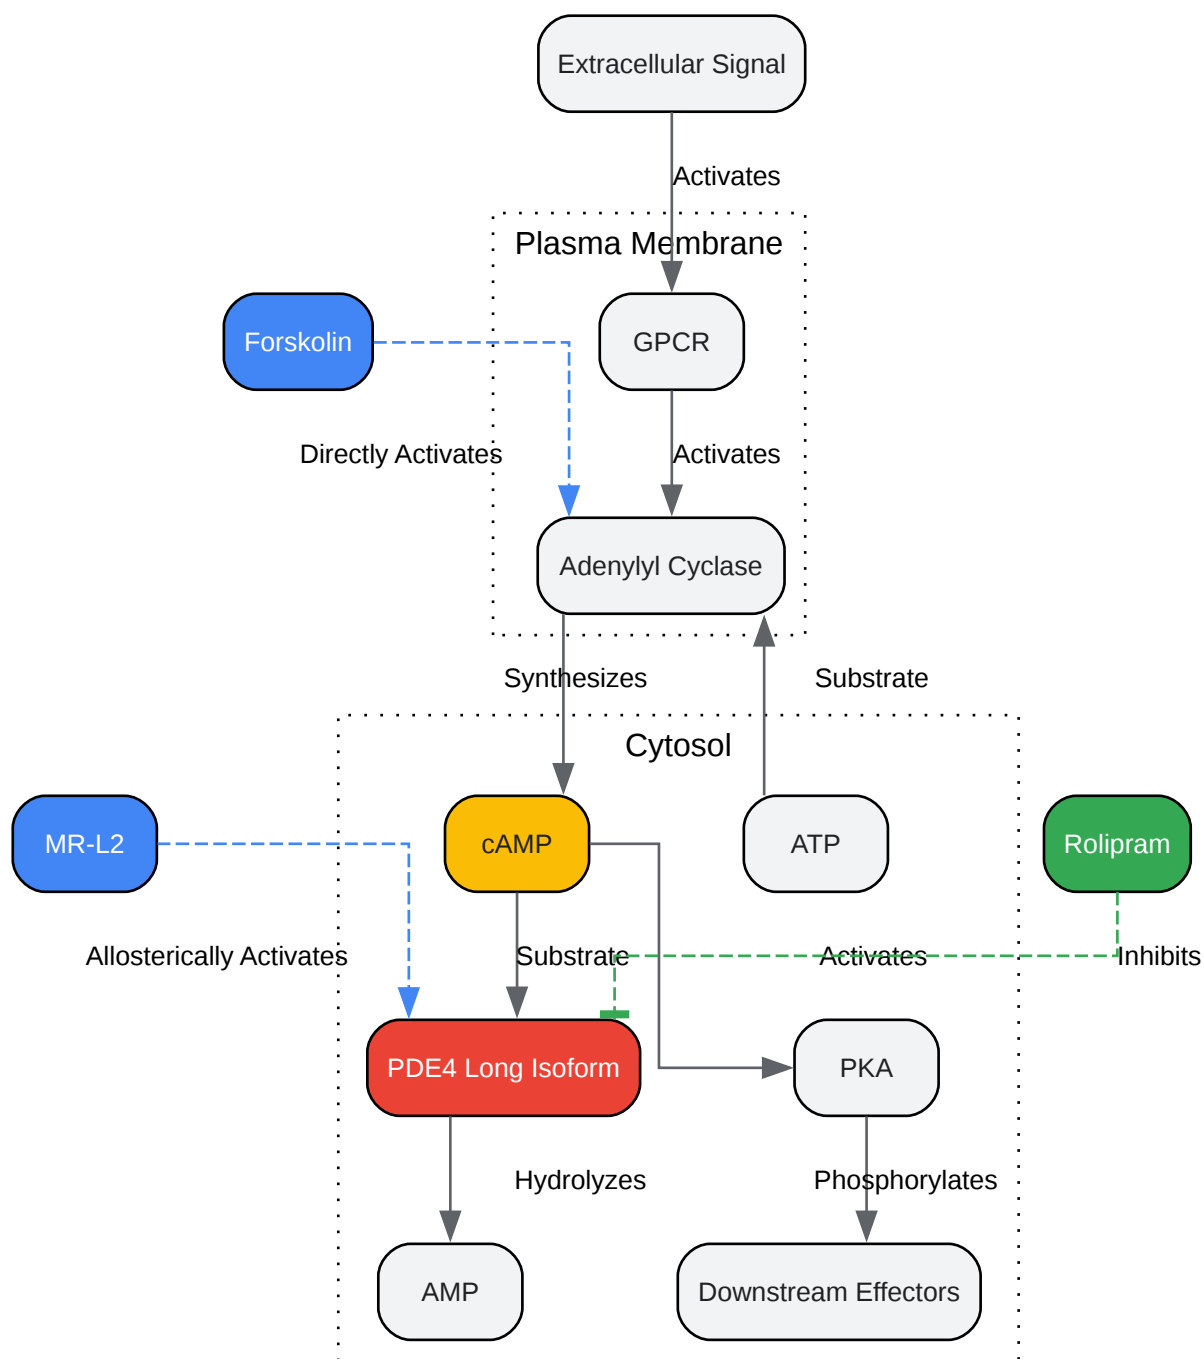 Extracellular Signal
Activates
Plasma Membrane
Forskolin
GPCR
Directly Activates
Activates
Adenylyl Cyclase
Synthesizes
Substrate
Cytosol
MR-L2
cAMP
ATP
Rolipram
Allosterically Activates
Substrate
Activates
Inhibits
PDE4 Long Isoform
PKA
Hydrolyzes
Phosphorylates
AMP
Downstream Effectors